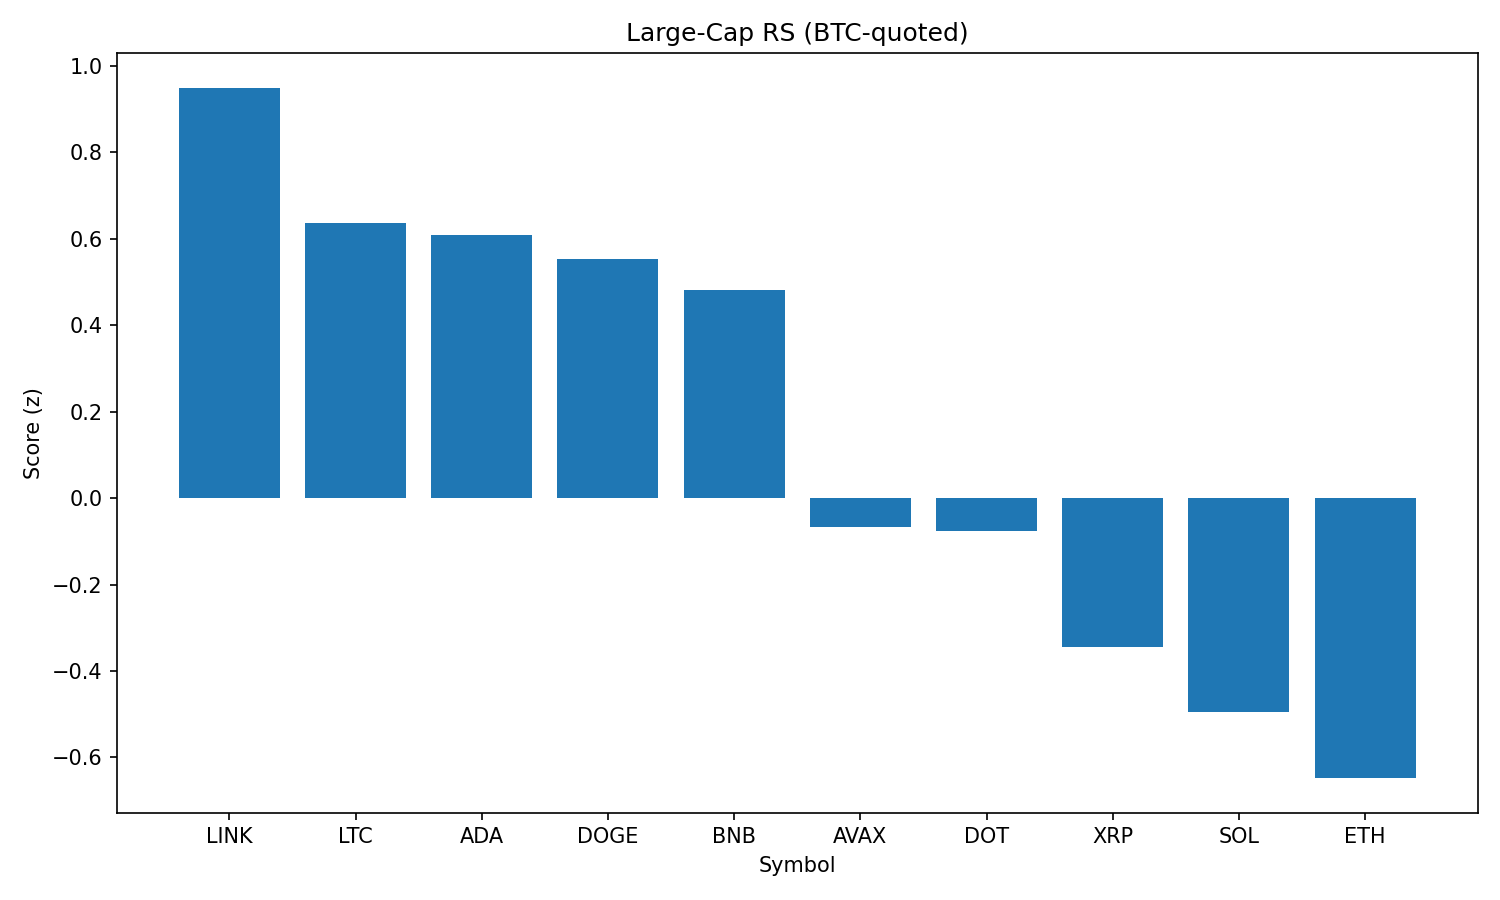 Large-Cap RS (BTC-quoted)
1.0
0.8
0.6
0.4
0.2
0.0
−0.2
−0.4
−0.6
Score (z)
LINK LTC ADA DOGE BNB AVAX DOT XRP SOL ETH
Symbol